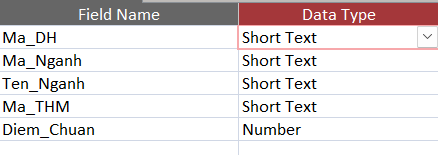 Field Name Data Type
Ma_DH Short Text
Ma_Nganh Short Text
Ten_Nganh Short Text
Ma_THM Short Text
Diem_Chuan Number